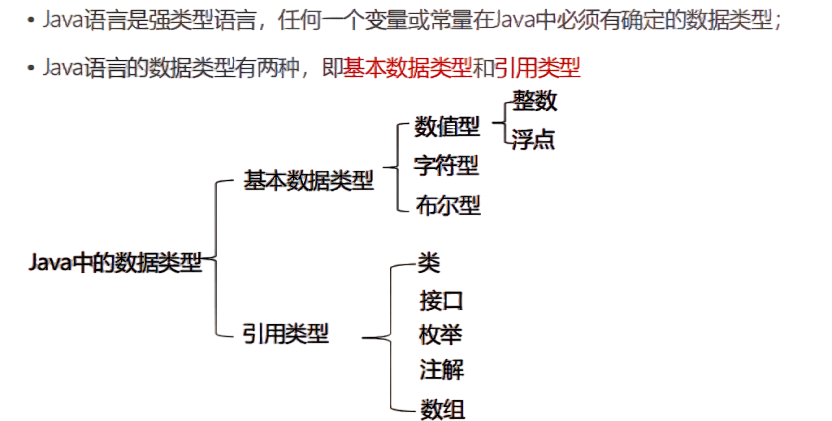 • Java语言是强类型语言，任何一个变量或常量在Java中必须有确定的数据类型；
• Java语言的数据类型有两种，即基本数据类型和引用类型
整数
数值型
浮点
字符型
基本数据类型
布尔型
Java中的数据类型
类
接口
引用类型
枚举
注解
数组